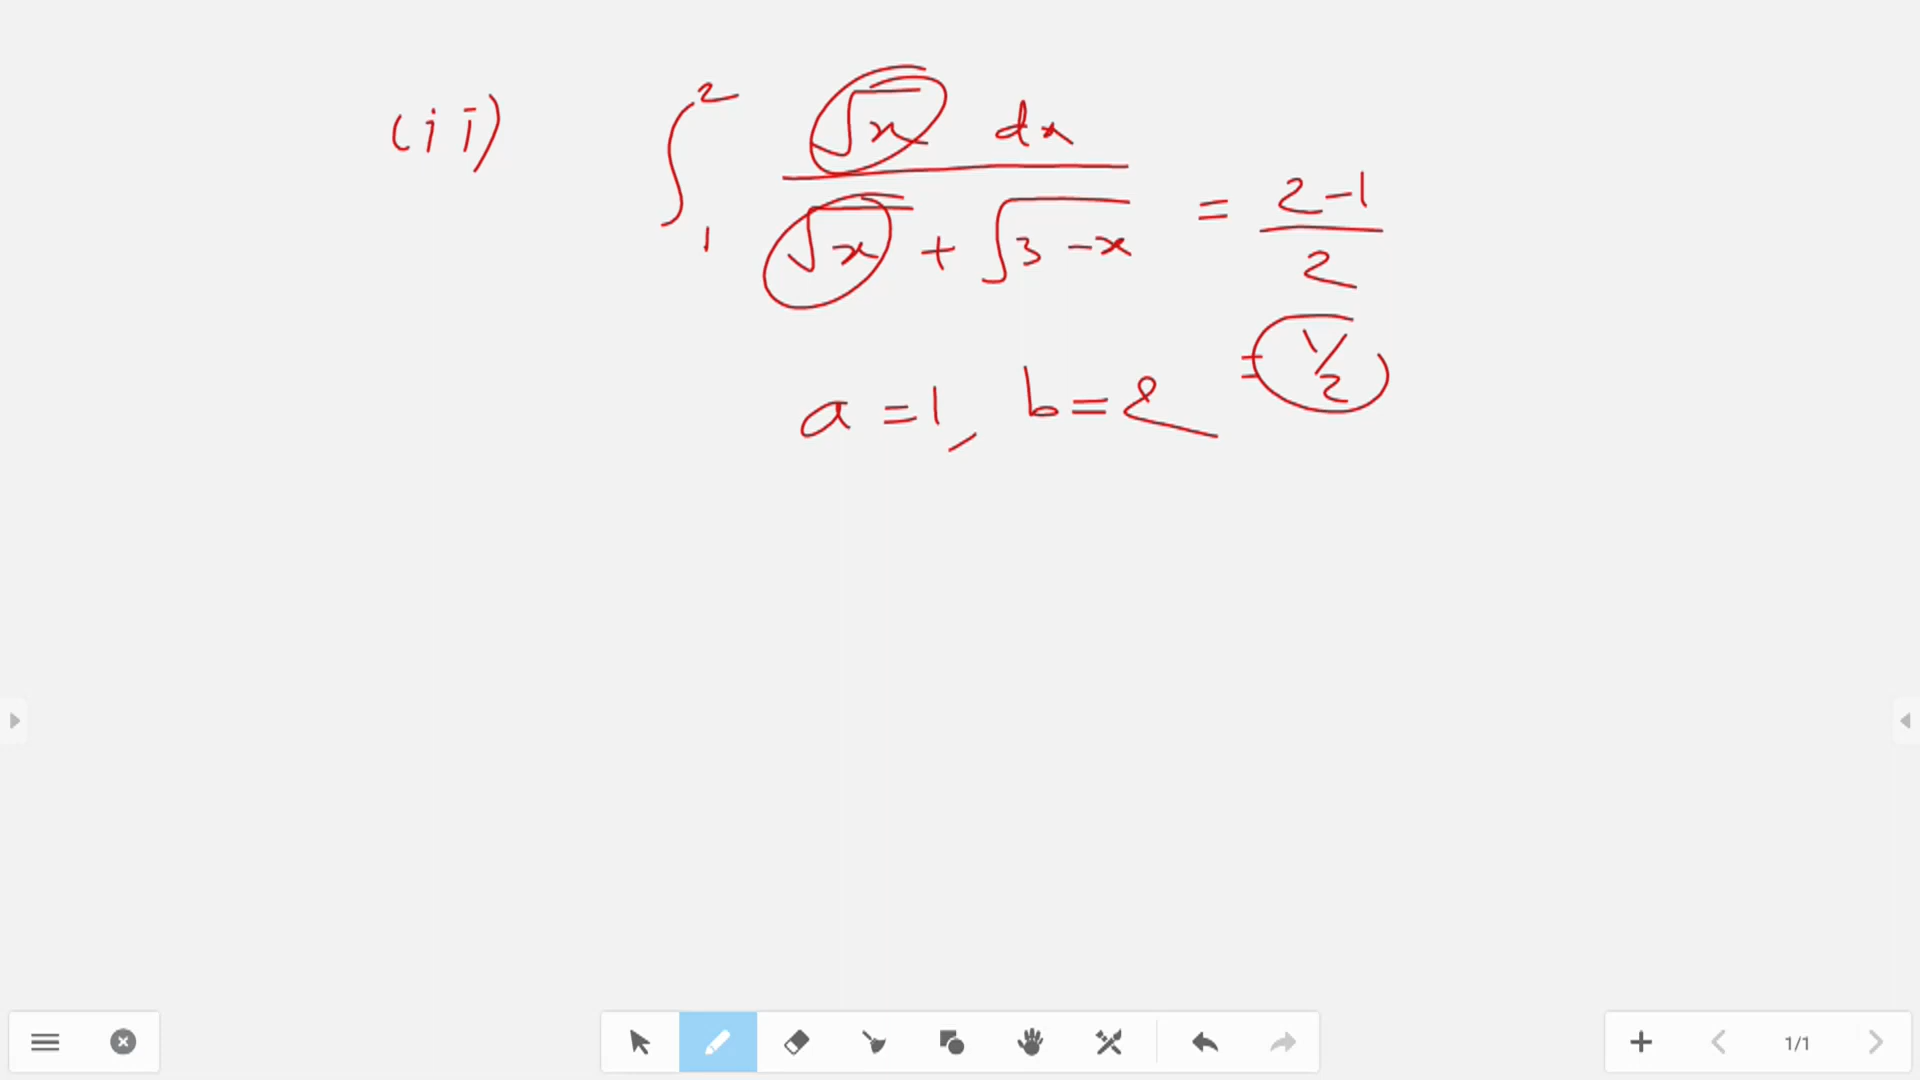 (ii) ∫₁² √x dx / (√x + √(3-x)) = (2-1)/2
= 1/2
a = 1, b = 2
1/1